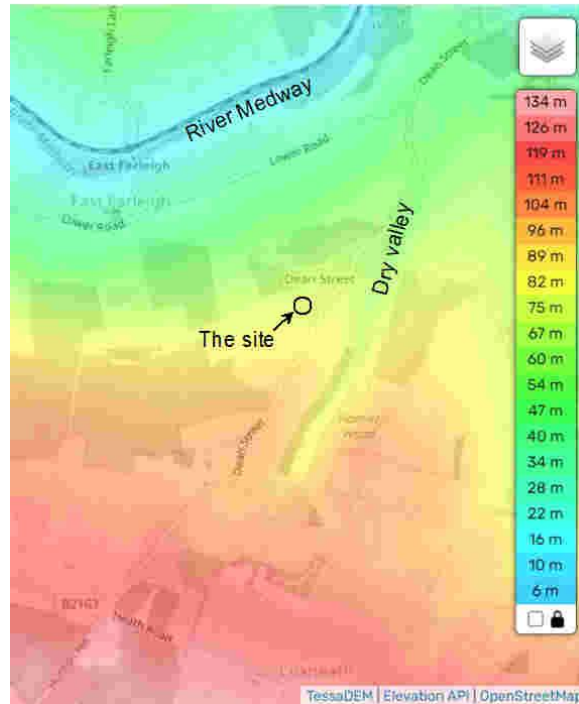 Dean Street
River Medway
Lower Road
East Farleigh
East Farleigh
Lower Road
Dry valley
Dean Street
The site
Dean Street
B2163
Heath Road
134 m
126 m
119 m
111 m
104 m
96 m
89 m
82 m
75 m
67 m
60 m
54 m
47 m
40 m
34 m
28 m
22 m
16 m
10 m
6 m
TessaDEM | Elevation API | OpenStreetMap